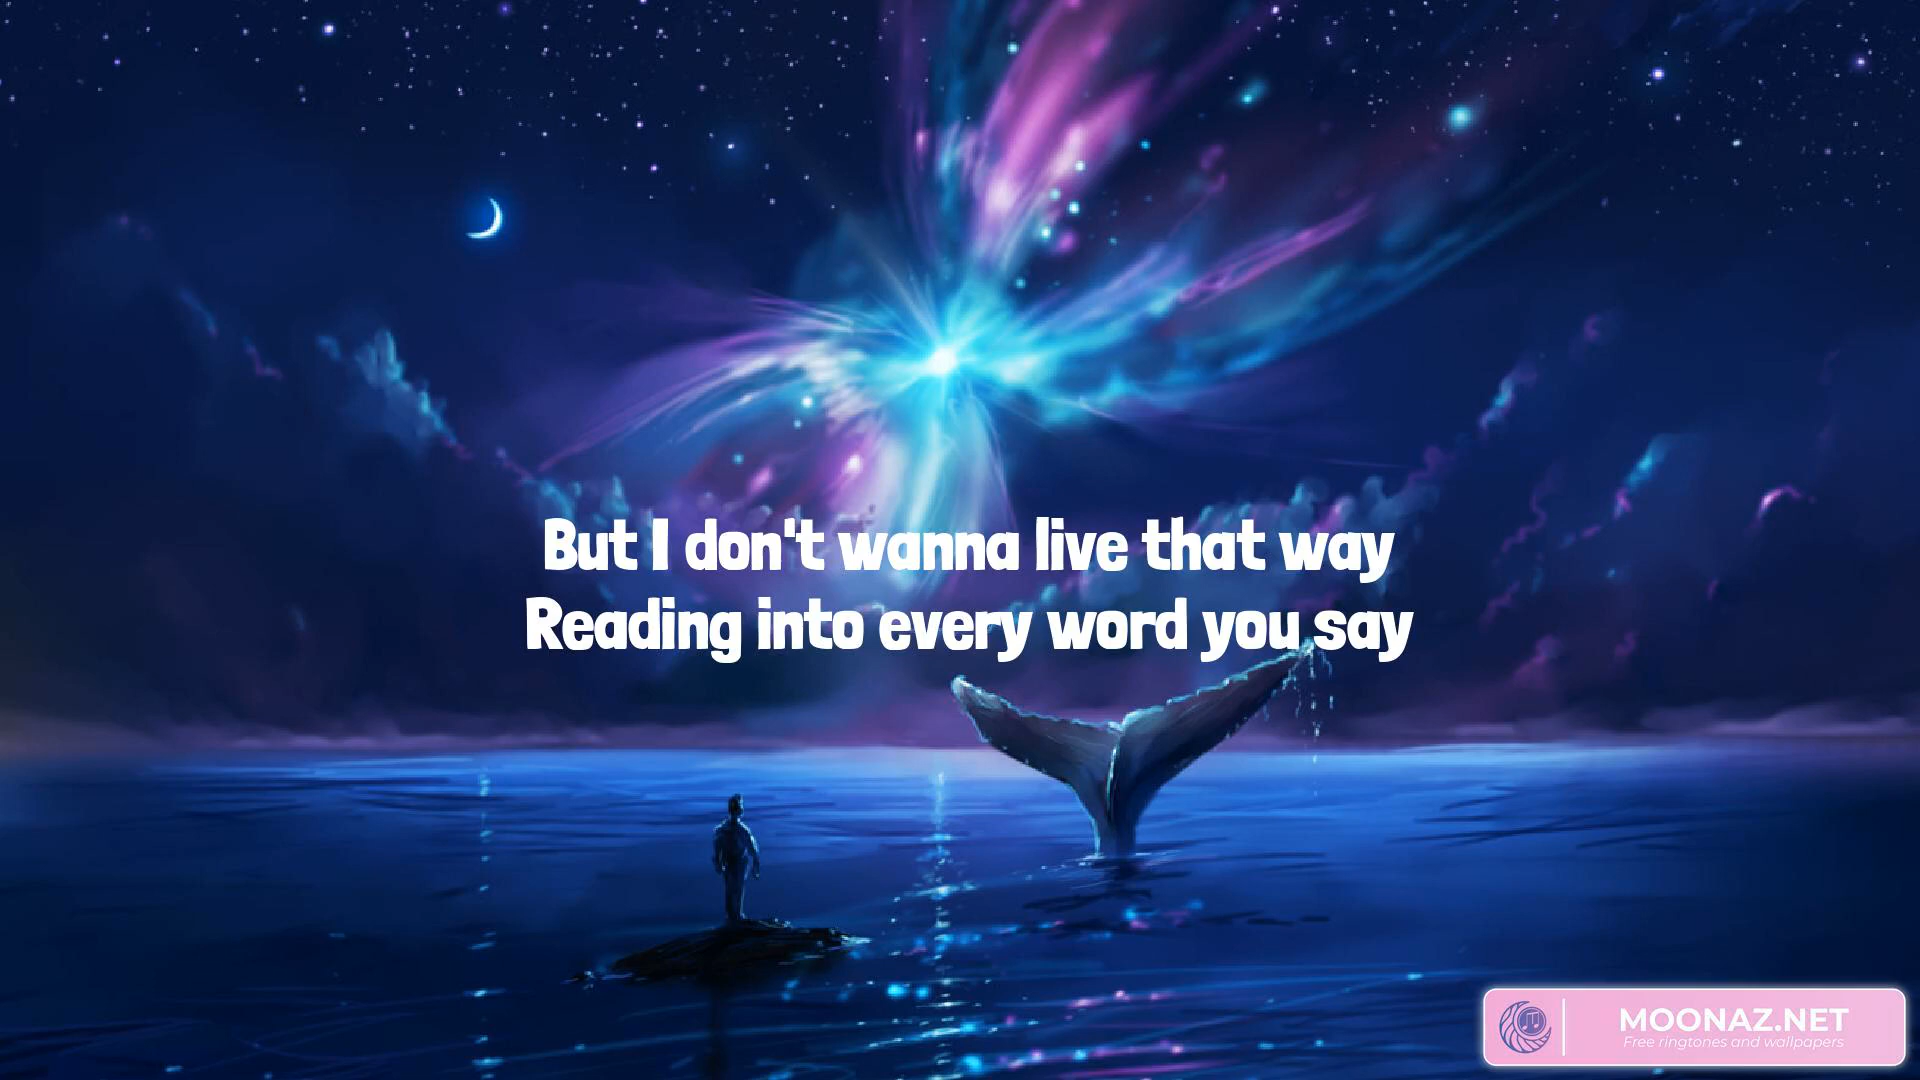 But I don't wanna live that way
Reading into every word you say
MOONAZ.NET
Free ringtones and wallpapers